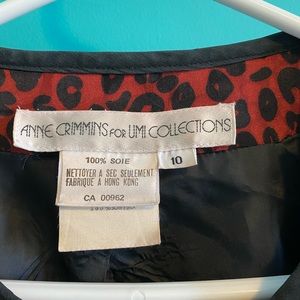 ANNE CRIMMINS FOR UMI COLLECTIONS
10
100% SOIE
NETTOYER A SEC SEULEMENT
FABRIQUE A HONG KONG
CA 00962